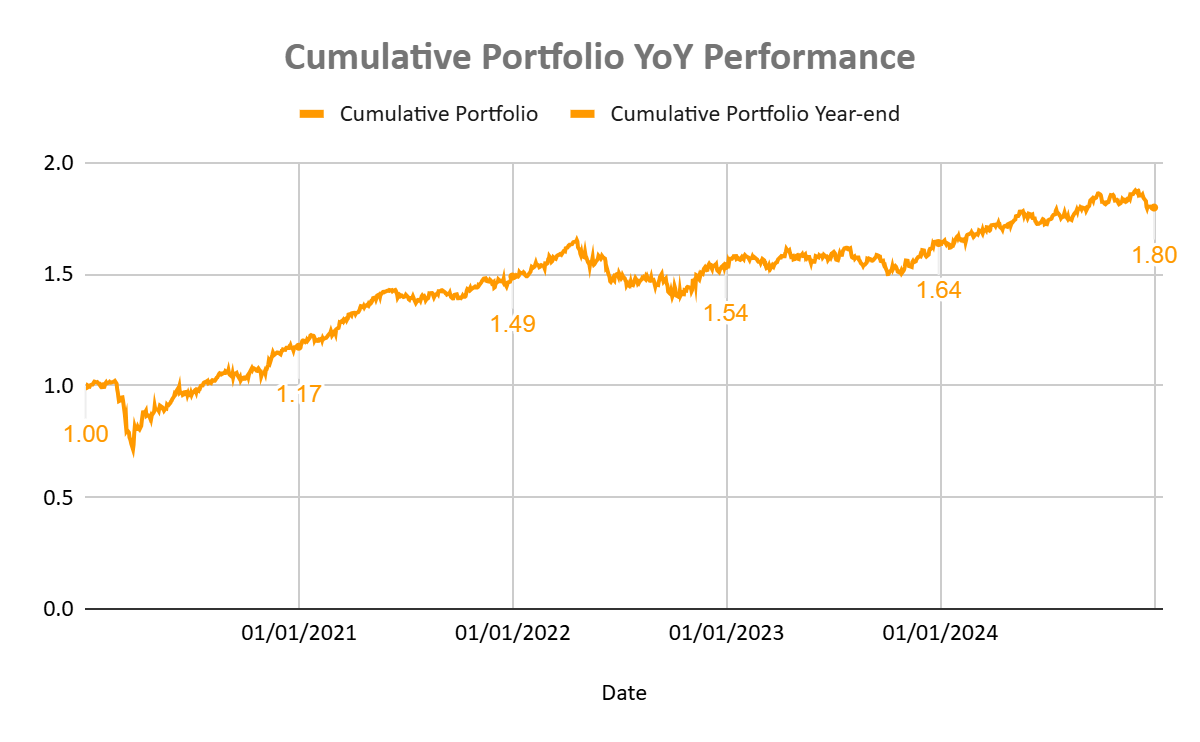 Cumulative Portfolio YoY Performance
Cumulative Portfolio Cumulative Portfolio Year-end
2.0
1.80
1.5
1.64
1.54
1.49
1.0
1.17
1.00
0.5
0.0
01/01/2021 01/01/2022 01/01/2023 01/01/2024
Date